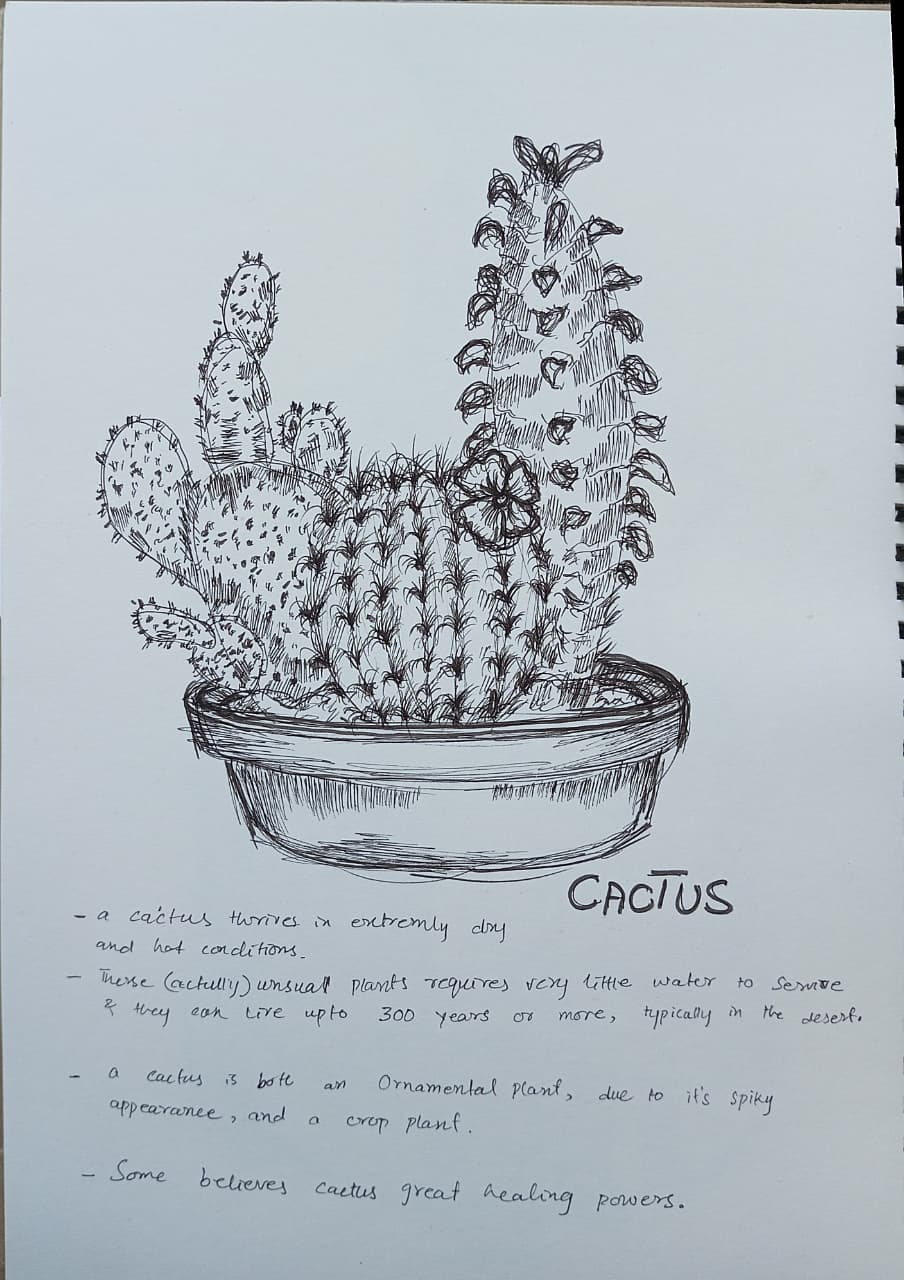 CACTUS
- a cactus thrives in extremly dry
and hot conditions.
- These (actully) unsual plants requires very little water to servive
& they can live upto 300 years or more, typically in the desert.
- a cactus is both an Ornamental plant, due to it's spiky
appearance, and a crop plant.
- Some believes cactus great healing powers.